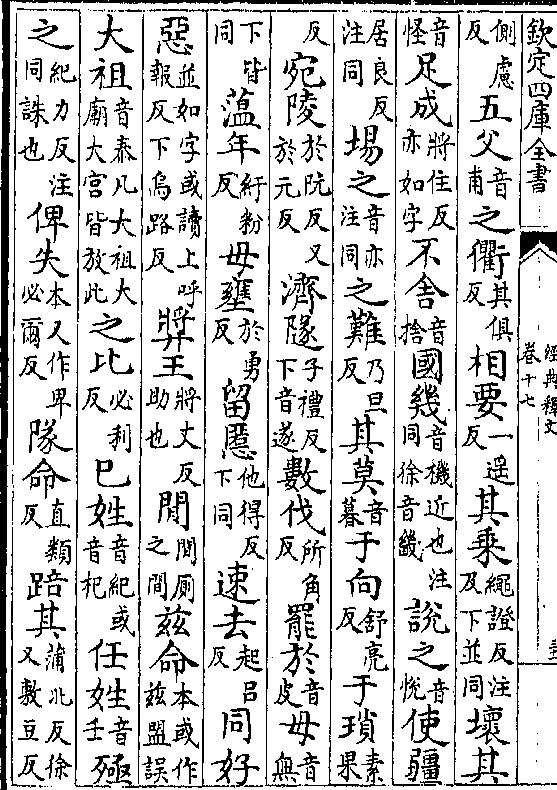 欽定四庫全書
經典釋文
卷十七
側慮反五父音甫之衢其俱反相要一遥反其乘繩證反注及下並同壞其
音怪足成將住反亦如字不舍音捨國幾音機近也注同徐音畿說之音悅使疆
居良反注同埸之音亦注同之難乃旦反其莫音暮于向舒亮反于瑣素果
反宛陵於阮反又於元反濟隧子禮反下音遂數伐所角反罷於音皮毋音無
下皆同薀年紆粉反毋壅於勇反留慝他得反下同速去起吕反同好
惡並如字或讀上呼報反下烏路反奬王將丈反助也閒閒厠之間兹命本或作兹盟誤
大祖音泰凡大祖大廟大宫皆放此之比必利反巳姓音紀或音杞任姓音壬殛
之紀力反注同誅也俾失本又作卑必爾反隊命直類反踣其蒲北反徐又敷豆反